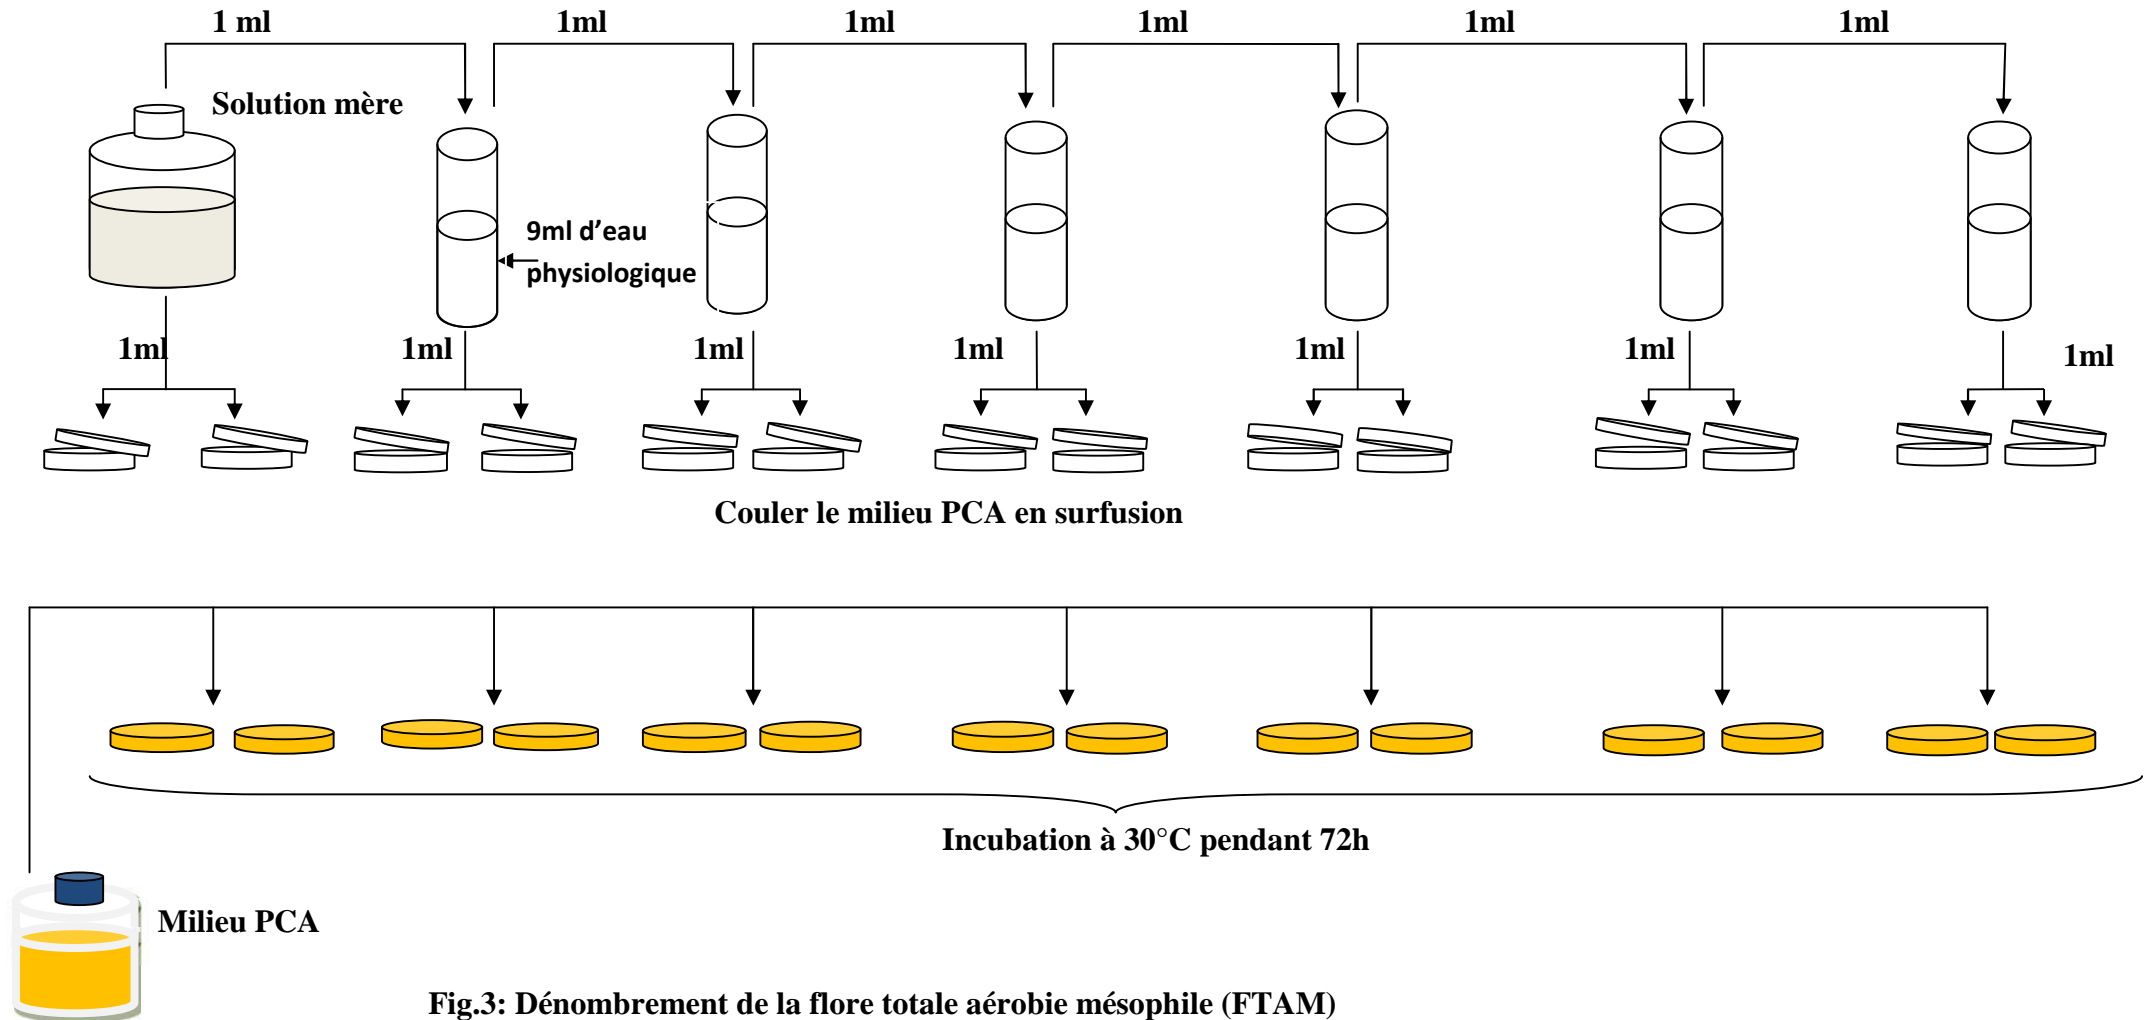 1 ml
1ml
1ml
1ml
1ml
1ml
Solution mère
9ml d’eau
physiologique
1ml
1ml
1ml
1ml
1ml
1ml
1ml
Couler le milieu PCA en surfusion
Incubation à 30°C pendant 72h
Milieu PCA
Fig.3: Dénombrement de la flore totale aérobie mésophile (FTAM)